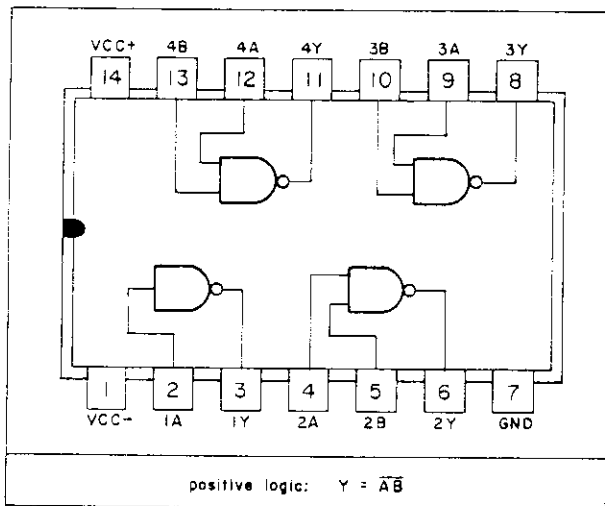 VCC+ 4B 4A 4Y 3B 3A 3Y
14 13 12 11 10 9 8
1 2 3 4 5 6 7
VCC- 1A 1Y 2A 2B 2Y GND
positive logic: Y = A̅B̅